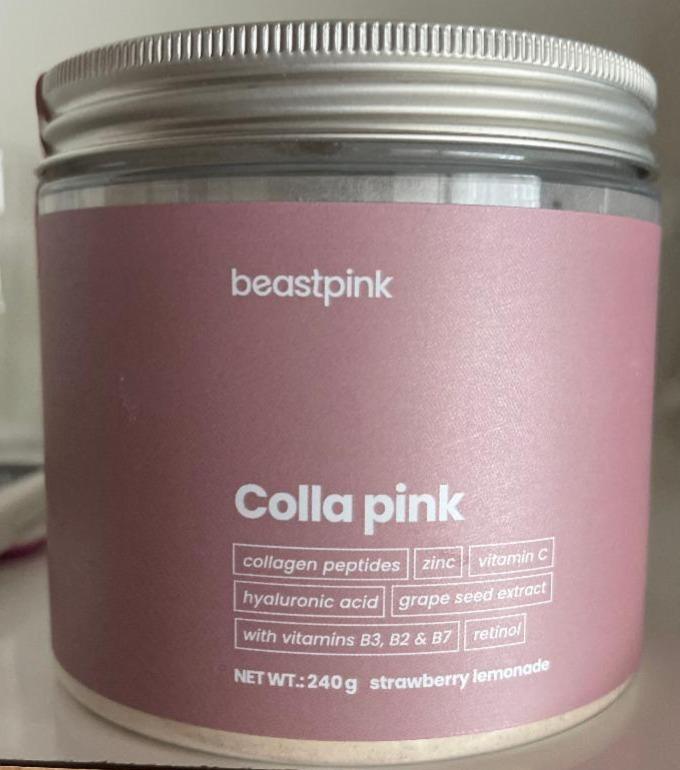 beastpink
Colla pink
collagen peptides zinc vitamin C
hyaluronic acid grape seed extract
with vitamins B3, B2 & B7 retinol
NET WT.: 240 g strawberry lemonade